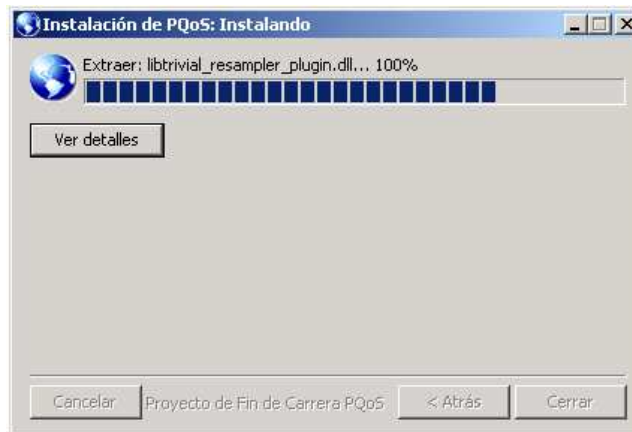 Instalación de PQoS: Instalando
Extraer: libtrivial_resampler_plugin.dll... 100%
Ver detalles
Cancelar Proyecto de Fin de Carrera PQoS < Atrás Cerrar